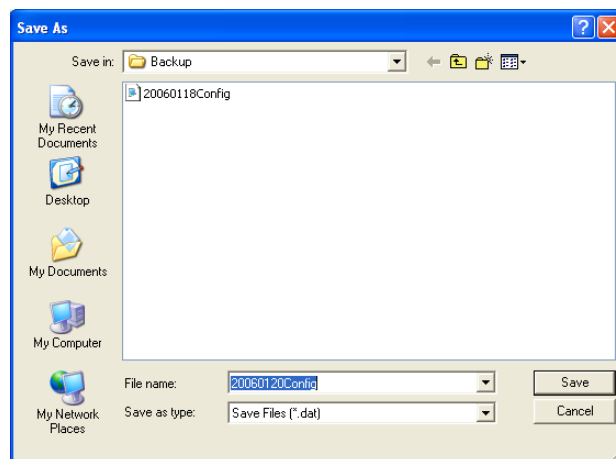 Save As
Save in:
Backup
20060118Config
My Recent
Documents
Desktop
My Documents
My Computer
My Network
Places
File name:
20060120Config
Save
Save as type:
Save Files (*.dat)
Cancel